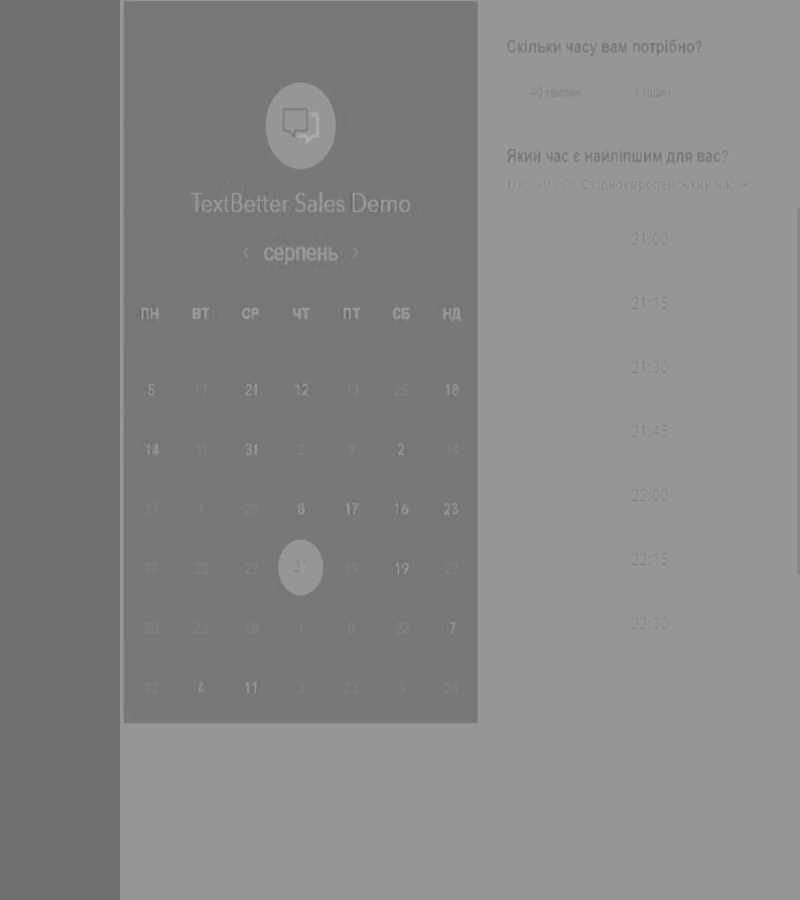 TextBetter Sales Demo
‹ серпень ›
ПН ВТ СР ЧТ ПТ СБ НД
5 17 21 12 13 25 18
14 11 31 2 9 2 14
27 1 25 8 17 16 23
17 28 27 21 19 19 27
28 23 18 1 8 22 7
12 4 11 3 23 3 24
Скільки часу вам потрібно?
40 хвилин 1 годин
Який час є найліпшим для вас?
UTC +03:00 Східноєвропейський час
21:00
21:15
21:30
21:45
22:00
22:15
22:30